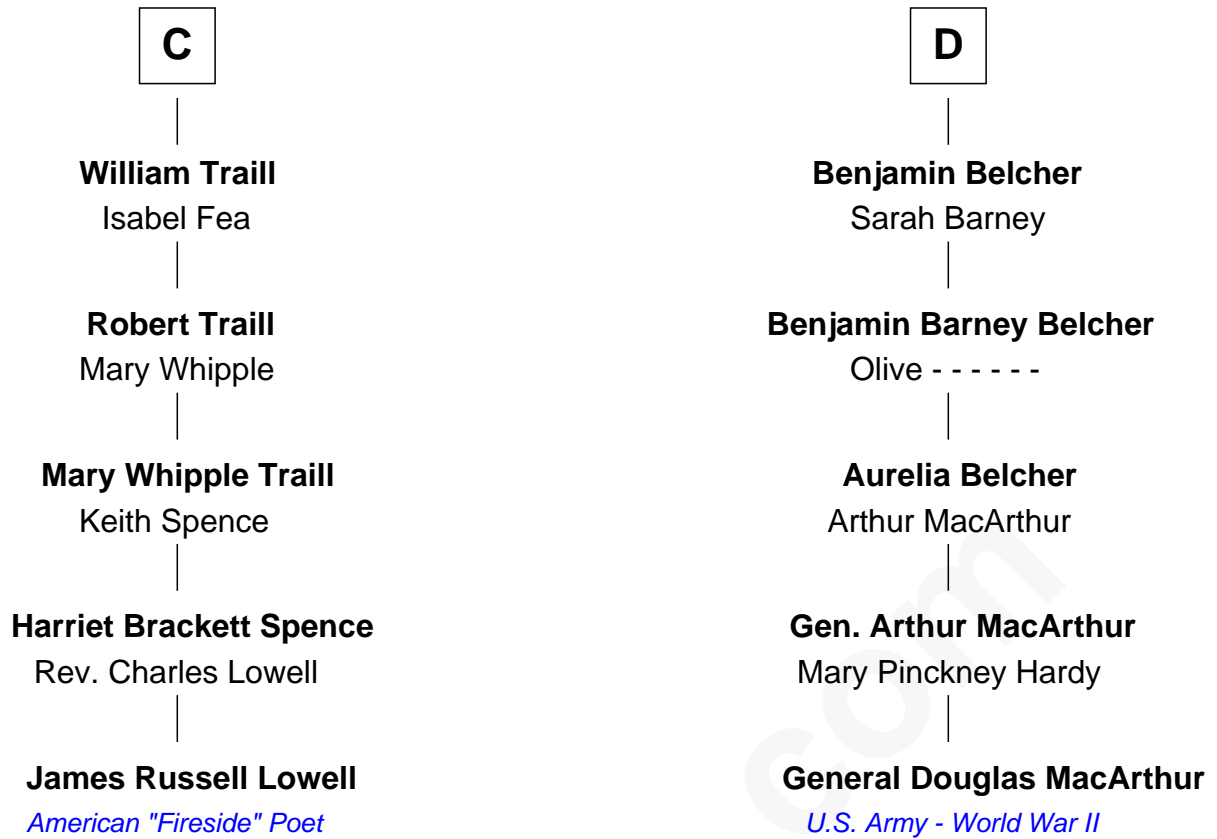 C
William Traill
Isabel Fea
Robert Traill
Mary Whipple
Mary Whipple Traill
Keith Spence
Harriet Brackett Spence
Rev. Charles Lowell
James Russell Lowell
American "Fireside" Poet
D
Benjamin Belcher
Sarah Barney
Benjamin Barney Belcher
Olive - - - - - -
Aurelia Belcher
Arthur MacArthur
Gen. Arthur MacArthur
Mary Pinckney Hardy
General Douglas MacArthur
U.S. Army - World War II
com